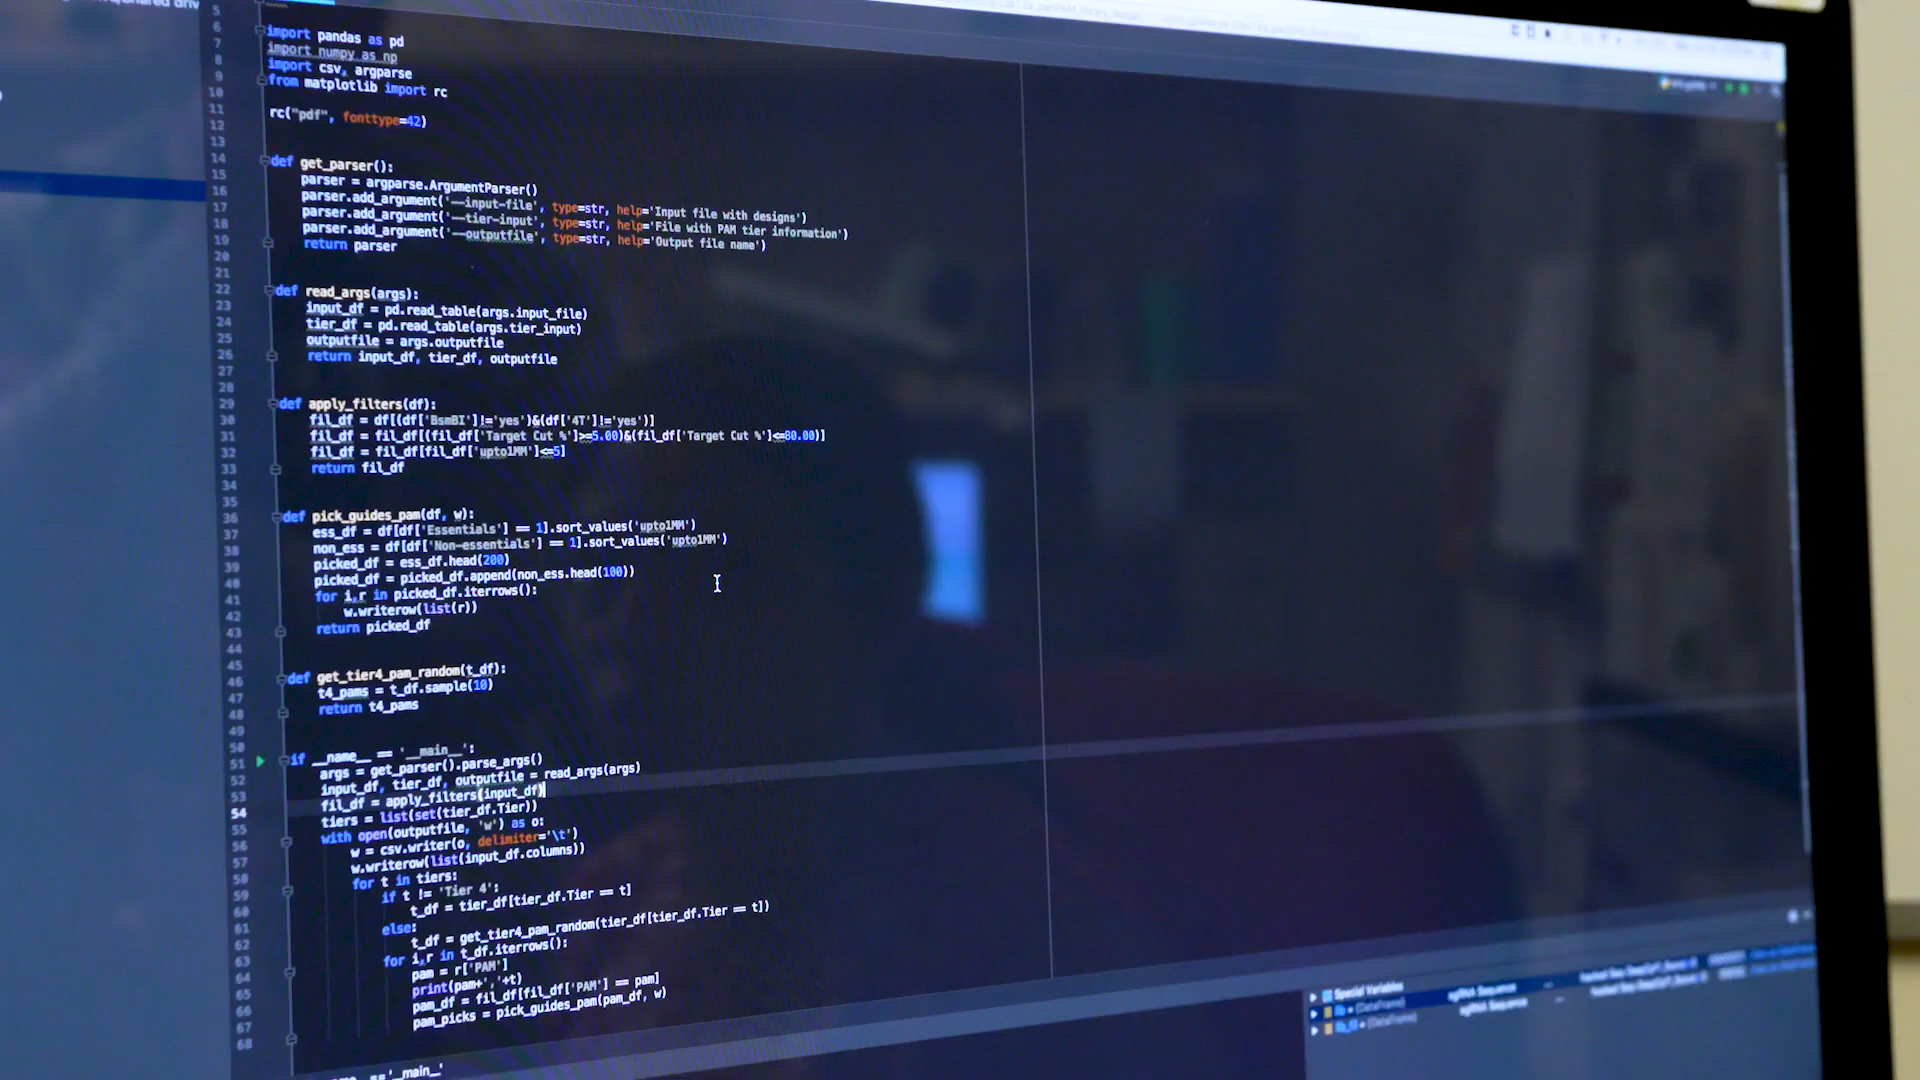 import pandas as pd
import numpy as np
import csv, argparse
from matplotlib import rc
rc("pdf", fonttype=42)
def get_parser():
parser = argparse.ArgumentParser()
parser.add_argument('--input-file', type=str, help='Input file with designs')
parser.add_argument('--tier-input', type=str, help='File with PAM tier information')
parser.add_argument('--outputfile', type=str, help='Output file name')
return parser
def read_args(args):
input_df = pd.read_table(args.input_file)
tier_df = pd.read_table(args.tier_input)
outputfile = args.outputfile
return input_df, tier_df, outputfile
def apply_filters(df):
fil_df = df[(df['BsmBI']!='yes')&(df['4T']!='yes')]
fil_df = fil_df[(fil_df['Target Cut %']>=5.00)&(fil_df['Target Cut %']<=80.00)]
fil_df = fil_df[fil_df['upto1MM']<=5]
return fil_df
def pick_guides_pam(df, w):
ess_df = df[df['Essentials'] == 1].sort_values('upto1MM')
non_ess = df[df['Non-essentials'] == 1].sort_values('upto1MM')
picked_df = ess_df.head(200)
picked_df = picked_df.append(non_ess.head(100))
for i,r in picked_df.iterrows():
w.writerow(list(r))
return picked_df
def get_tier4_pam_random(t_df):
t4_pams = t_df.sample(10)
return t4_pams
if __name__ == '__main__':
args = get_parser().parse_args()
input_df, tier_df, outputfile = read_args(args)
fil_df = apply_filters(input_df)
tiers = list(set(tier_df.Tier))
with open(outputfile, 'w') as o:
w = csv.writer(o, delimiter='\t')
w.writerow(list(input_df.columns))
for t in tiers:
if t != 'Tier 4':
t_df = tier_df[tier_df.Tier == t]
else:
t_df = get_tier4_pam_random(tier_df[tier_df.Tier == t])
for i,r in t_df.iterrows():
pam = r['PAM']
print(pam+','+t)
pam_df = fil_df[fil_df['PAM'] == pam]
pam_picks = pick_guides_pam(pam_df, w)
== '__main__'
Special Variables
(DataFrame)
sgRNA Sequence
(DataFrame)
sgRNA Sequence